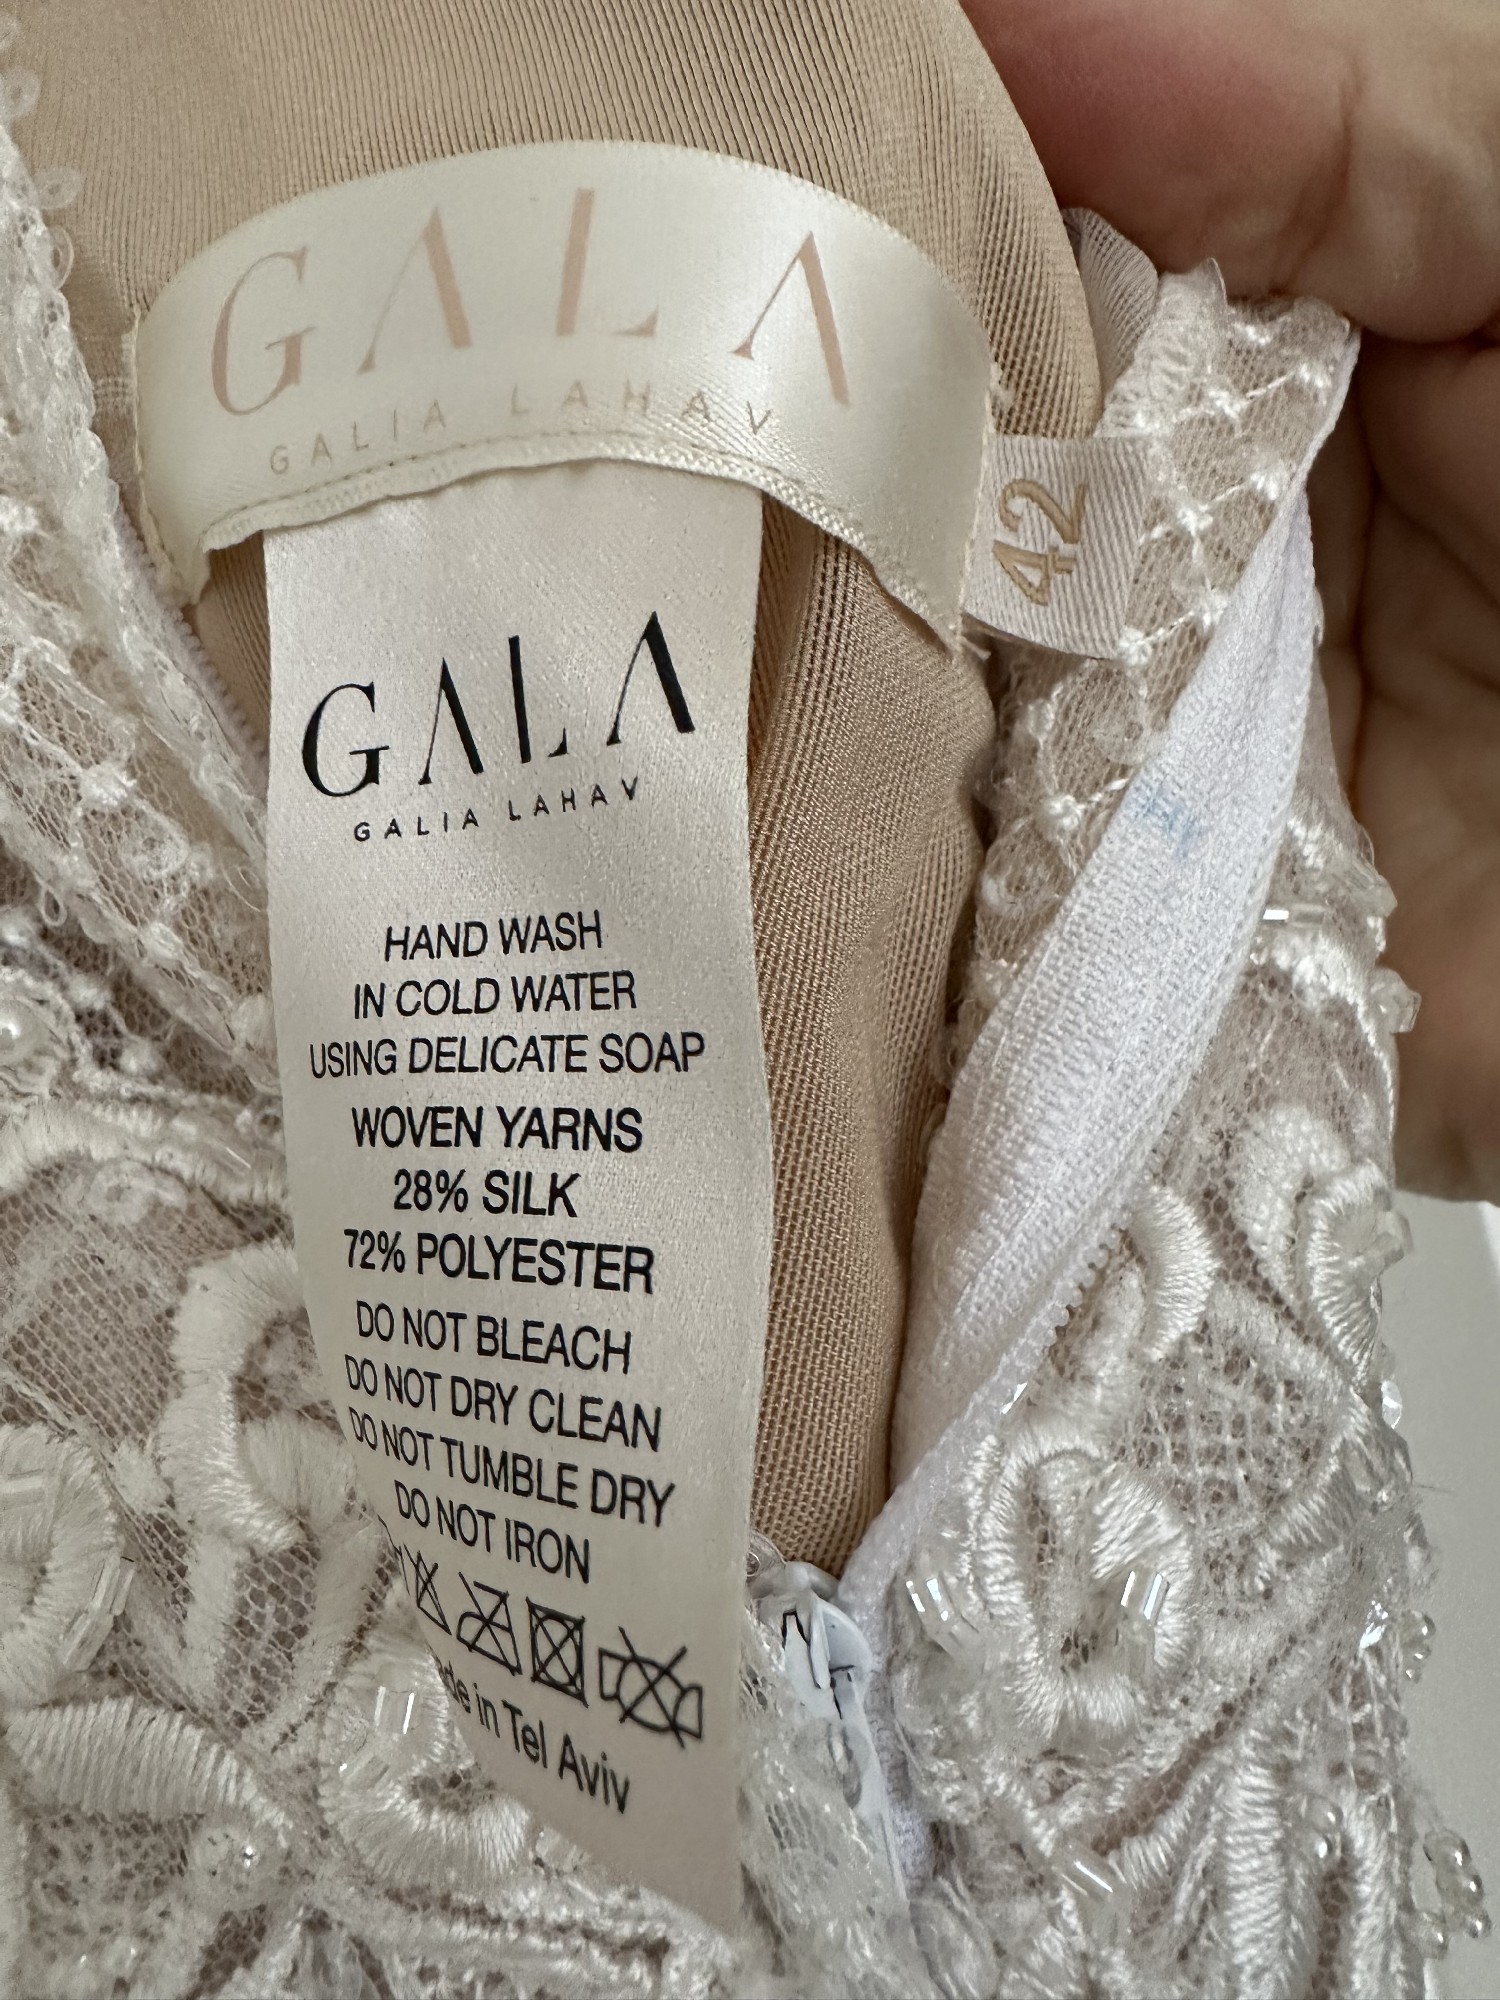 GALA
GALIA LAHAV
42
GALA
GALIA LAHAV
HAND WASH
IN COLD WATER
USING DELICATE SOAP
WOVEN YARNS
28% SILK
72% POLYESTER
DO NOT BLEACH
DO NOT DRY CLEAN
DO NOT TUMBLE DRY
DO NOT IRON
in Tel Aviv